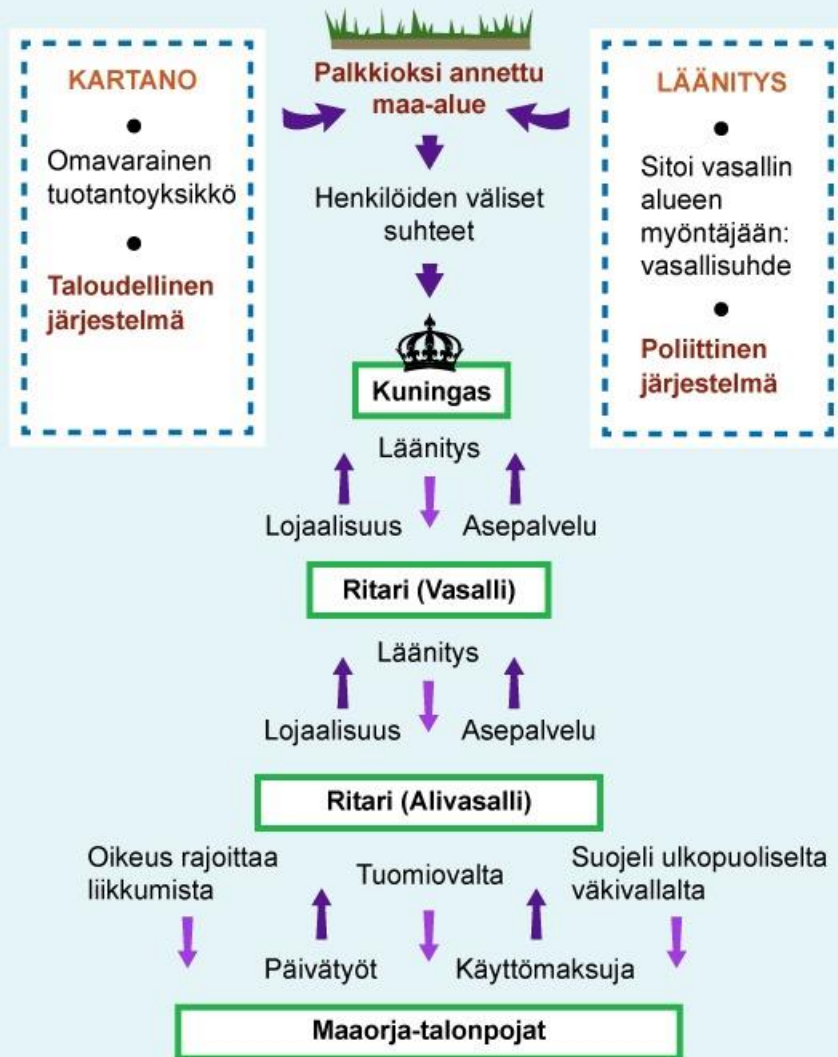 KARTANO
Omavarainen
tuotantoyksikkö
Taloudellinen
järjestelmä
Palkkioksi annettu
maa-alue
Henkilöiden väliset
suhteet
LÄÄNITYS
Sitoi vasallin
alueen
myöntäjään:
vasallisuhde
Poliittinen
järjestelmä
Kuningas
Läänitys
Lojaalisuus
Asepalvelu
Ritari (Vasalli)
Läänitys
Lojaalisuus
Asepalvelu
Ritari (Alivasalli)
Oikeus rajoittaa
liikkumista
Tuomiovalta
Suojeli ulkopuoliselta
väkivallalta
Päivätyöt
Käyttömaksuja
Maaorja-talonpojat